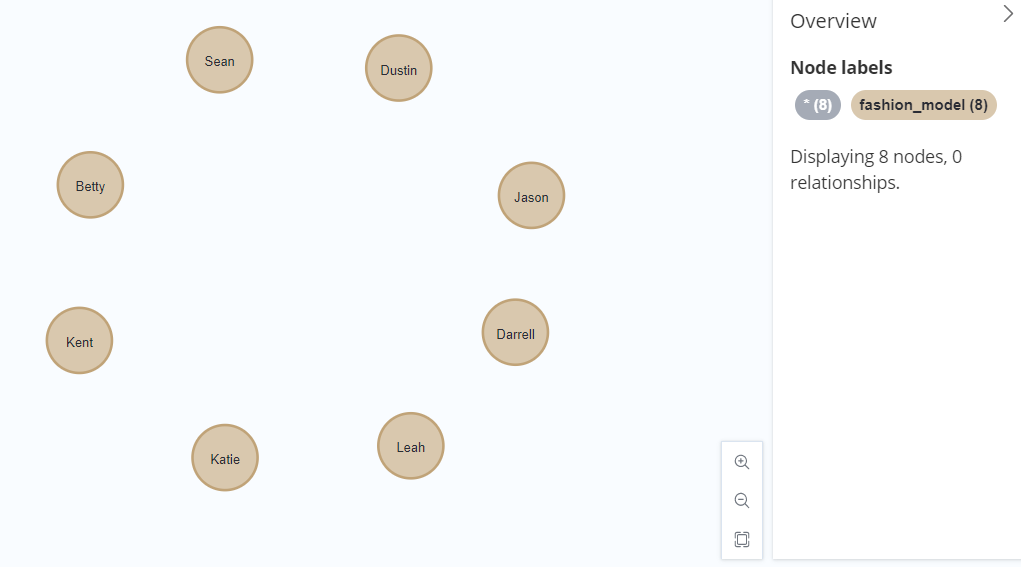 Sean
Dustin
Betty
Jason
Kent
Darrell
Katie
Leah
Overview
Node labels
* (8) fashion_model (8)
Displaying 8 nodes, 0
relationships.